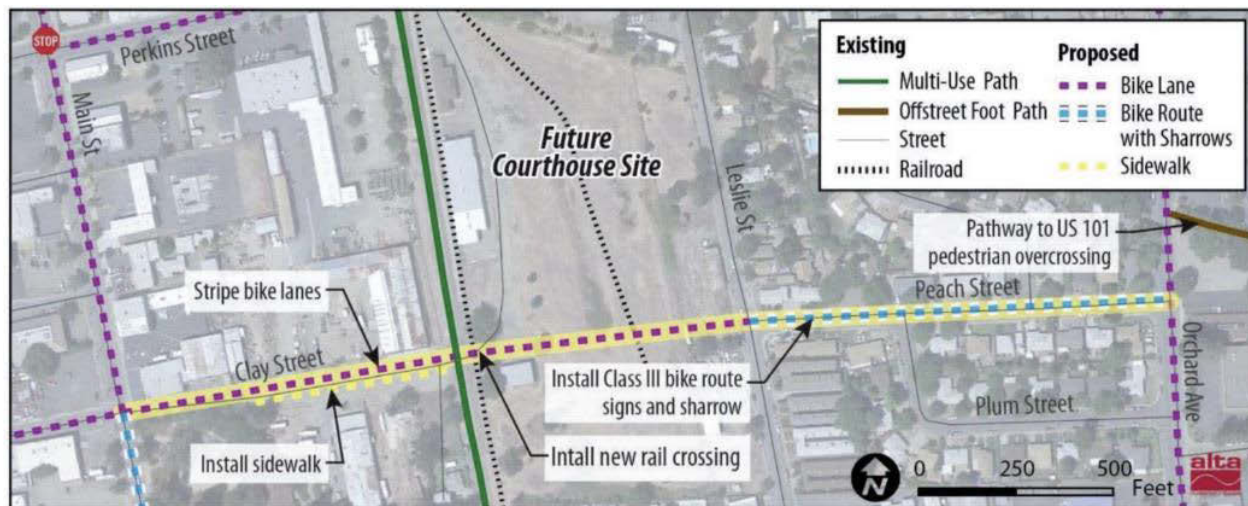 STOP
Perkins Street
Main St
Future
Courthouse Site
Leslie St
Existing
Multi-Use Path
Offstreet Foot Path
Street
Railroad
Proposed
Bike Lane
Bike Route
with Sharrows
Sidewalk
Pathway to US 101
pedestrian overcrossing
Peach Street
Stripe bike lanes
Clay Street
Install Class III bike route
signs and sharrow
Orchard Ave
Plum Street
Install sidewalk
Intall new rail crossing
N
0 250 500
Feet
alta